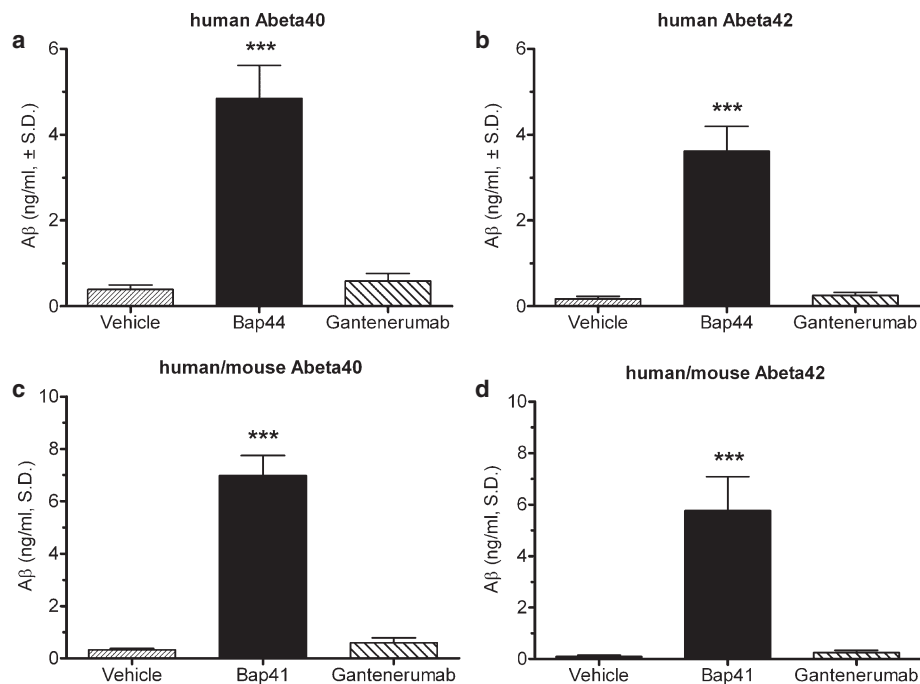 a
human Abeta40
Aβ (ng/ml, ± S.D.)
6
4
2
0
***
Vehicle
Bap44
Gantenerumab
b
human Abeta42
Aβ (ng/ml, ± S.D.)
6
4
2
0
***
Vehicle
Bap44
Gantenerumab
c
human/mouse Abeta40
Aβ (ng/ml, S.D.)
10
8
6
4
2
0
***
Vehicle
Bap41
Gantenerumab
d
human/mouse Abeta42
Aβ (ng/ml, S.D.)
10
8
6
4
2
0
***
Vehicle
Bap41
Gantenerumab